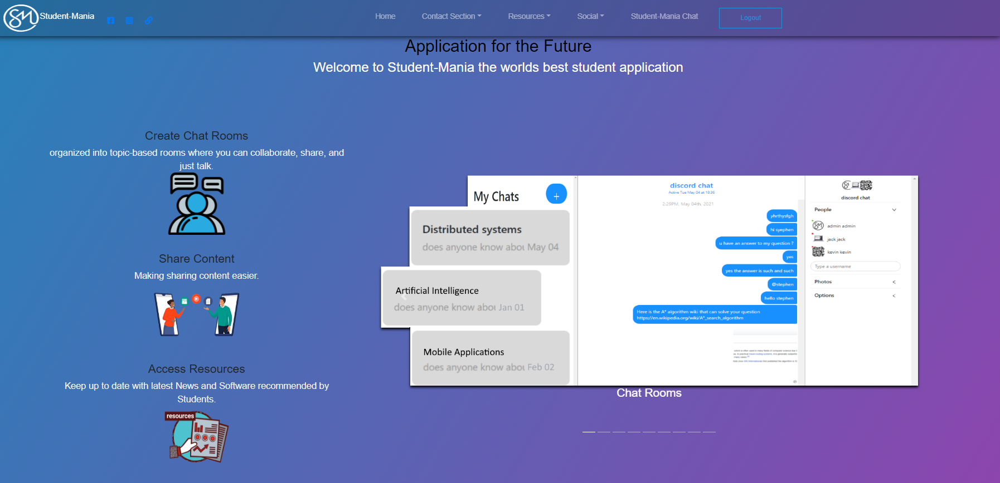 SM Student-Mania
Home Contact Section Resources Social Student-Mania Chat Logout
Application for the Future
Welcome to Student-Mania the worlds best student application
Create Chat Rooms
organized into topic-based rooms where you can collaborate, share, and
just talk.
Share Content
Making sharing content easier.
Access Resources
Keep up to date with latest News and Software recommended by
Students.
resources
My Chats
+
Distributed systems
does anyone know abou May 04
Artificial Intelligence
does anyone know abou Jan 01
Mobile Applications
does anyone know abou Feb 02
discord chat
Active Tue May 04 at 18:36
2:29PM, May 04th, 2021
yhrthysfgh
hi syephen
u have an answer to my question ?
yes
yes the answer is such and such
@stephen
hello stephen
Here is the A* algorithm wiki that can solve your question
https://en.wikipedia.org/wiki/A*_search_algorithm
discord chat
People
admin admin
jack jack
kevin kevin
Type a username
Photos
Options
Chat Rooms